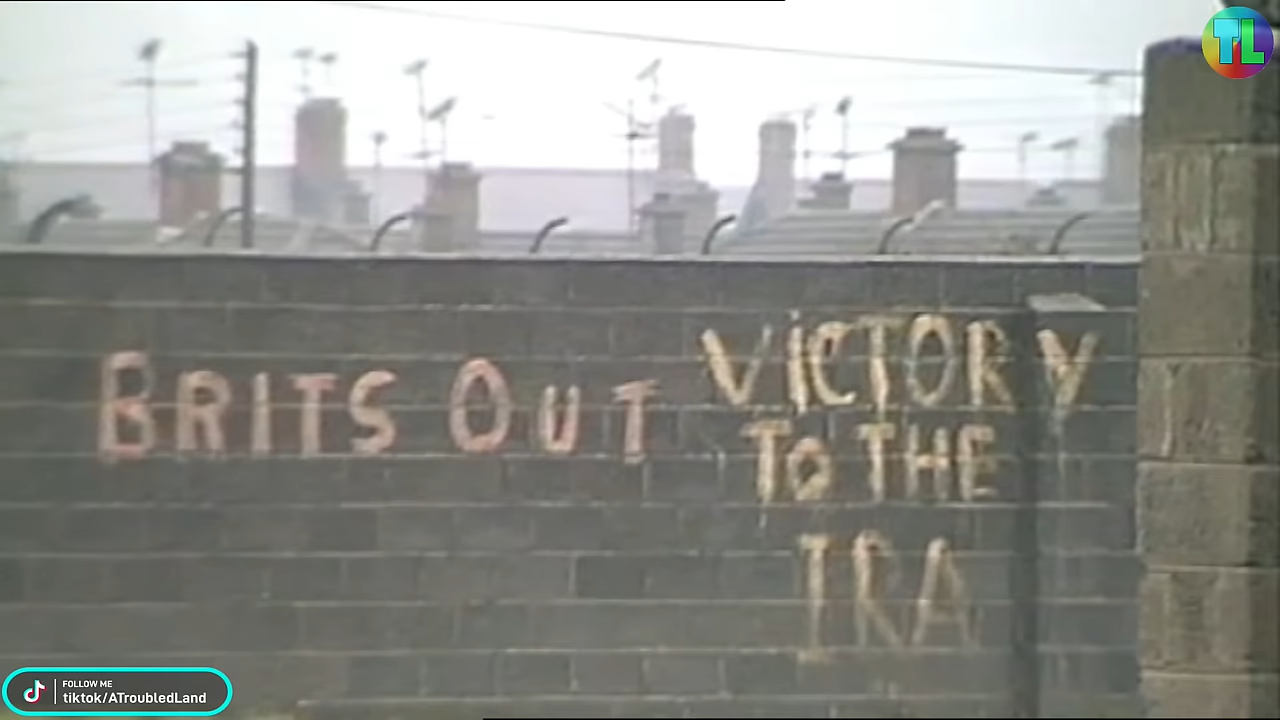 TL
BRITS OUT
VICTORY
TO THE
IRA
FOLLOW ME
tiktok/ATroubledLand